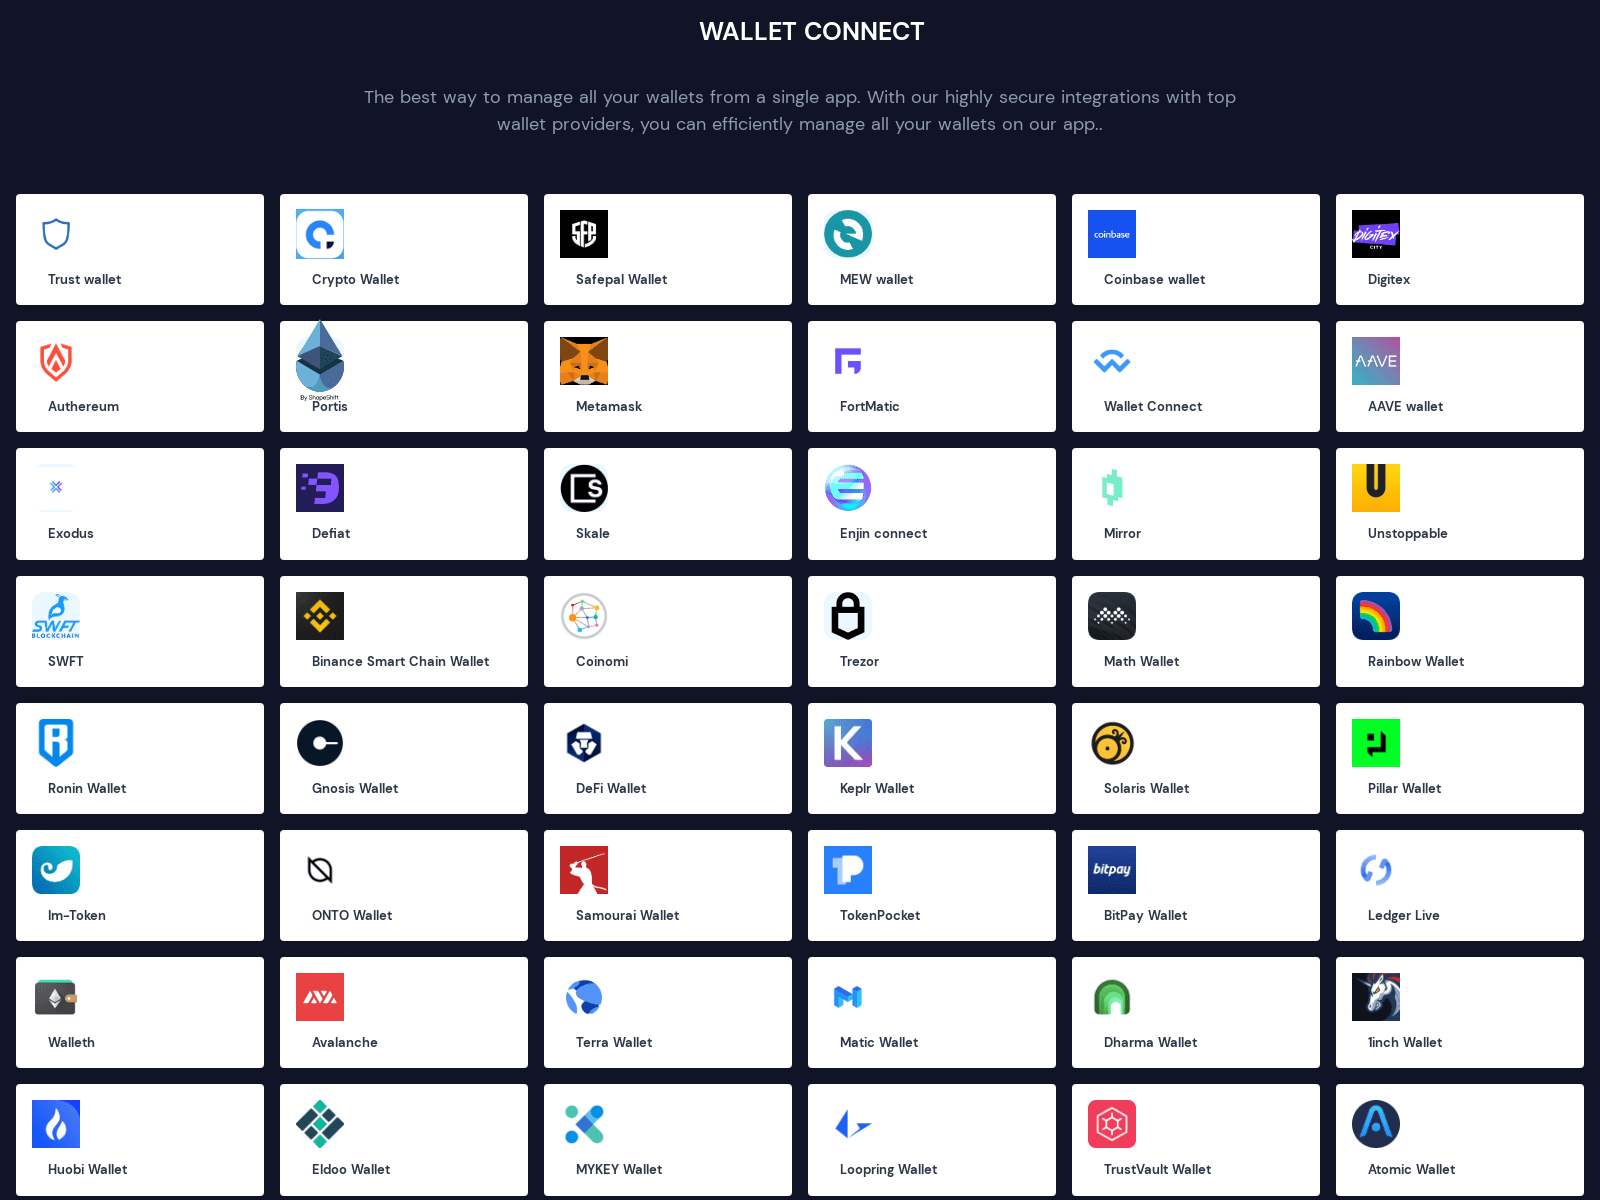 WALLET CONNECT
The best way to manage all your wallets from a single app. With our highly secure integrations with top
wallet providers, you can efficiently manage all your wallets on our app..
Trust wallet
Crypto Wallet
SFP
Safepal Wallet
MEW wallet
coinbase
Coinbase wallet
DIGITEX
CITY
Digitex
Authereum
By ShapeShift
Portis
Metamask
FortMatic
Wallet Connect
AAVE
AAVE wallet
Exodus
Defiat
S
Skale
Enjin connect
Mirror
U
Unstoppable
SWFT
BLOCKCHAIN
SWFT
Binance Smart Chain Wallet
Coinomi
Trezor
Math Wallet
Rainbow Wallet
R
Ronin Wallet
Gnosis Wallet
DeFi Wallet
K
Keplr Wallet
Solaris Wallet
Pillar Wallet
Im-Token
ONTO Wallet
Samourai Wallet
TokenPocket
bitpay
BitPay Wallet
Ledger Live
Walleth
Avalanche
Terra Wallet
Matic Wallet
Dharma Wallet
1inch Wallet
Huobi Wallet
Eldoo Wallet
MYKEY Wallet
Loopring Wallet
TrustVault Wallet
Atomic Wallet